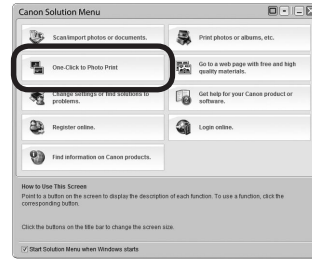 Canon Solution Menu
Scan/Import photos or documents.
Print photos or albums, etc.
One-Click to Photo Print
Go to a web page with free and high
quality materials.
Change settings or find solutions to
problems.
Get help for your Canon product or
software.
Register online.
Login online.
Find information on Canon products.
How to Use This Screen
Point to a button on the screen to display the description of each function. To use a function, click the
corresponding button.
Click the buttons on the title bar to change the screen size.
Start Solution Menu when Windows starts